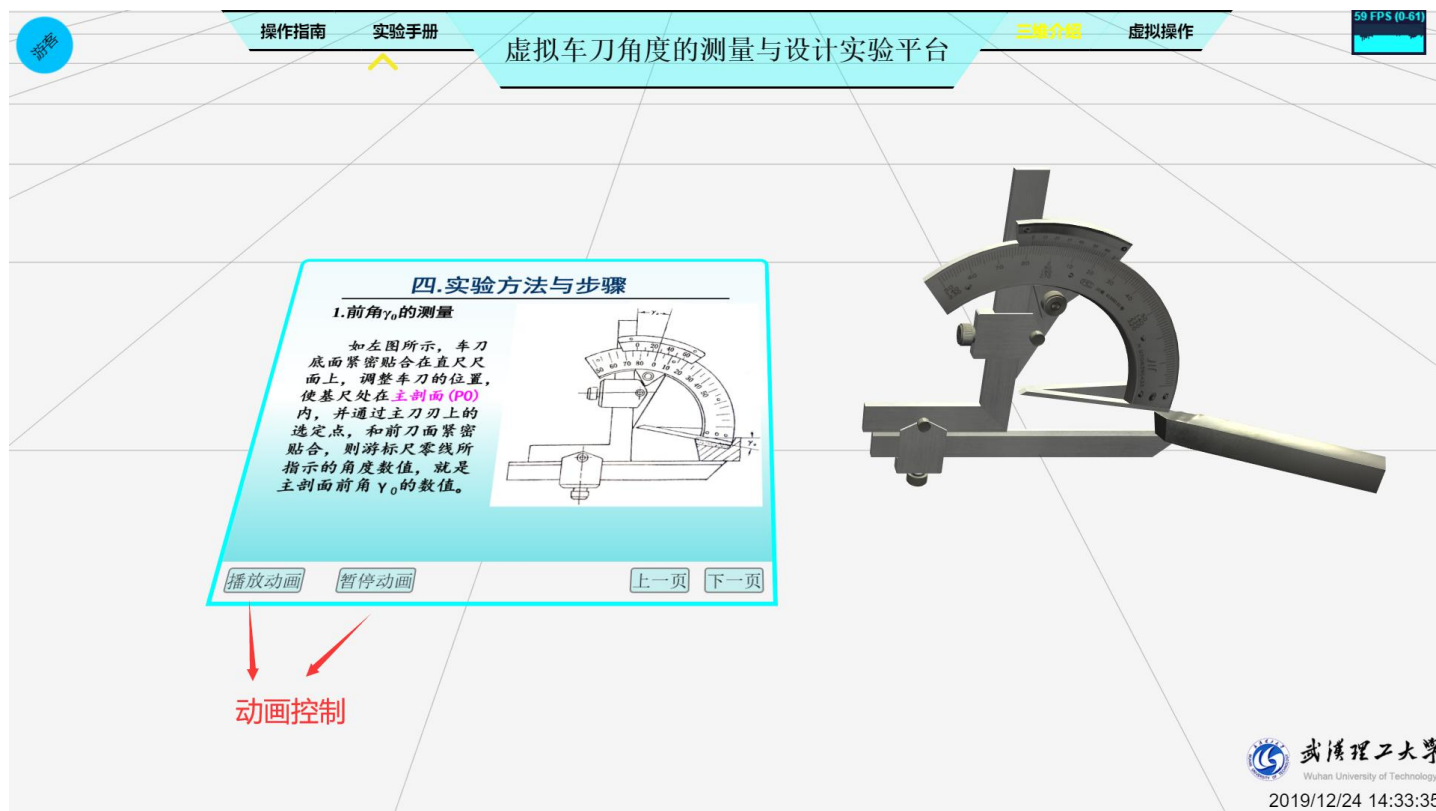 游客
操作指南
实验手册
虚拟车刀角度的测量与设计实验平台
三维介绍
虚拟操作
59 FPS (0-61)
四.实验方法与步骤
1.前角γ₀的测量
如左图所示，车刀
底面紧密贴合在直尺尺
面上，调整车刀的位置，
使基尺处在主剖面(PO)
内，并通过主刀刃上的
选定点，和前刀面紧密
贴合，则游标尺零线所
指示的角度数值，就是
主剖面前角γ₀的数值。
播放动画
暂停动画
上一页
下一页
动画控制
武汉理工大学
Wuhan University of Technology
2019/12/24 14:33:35